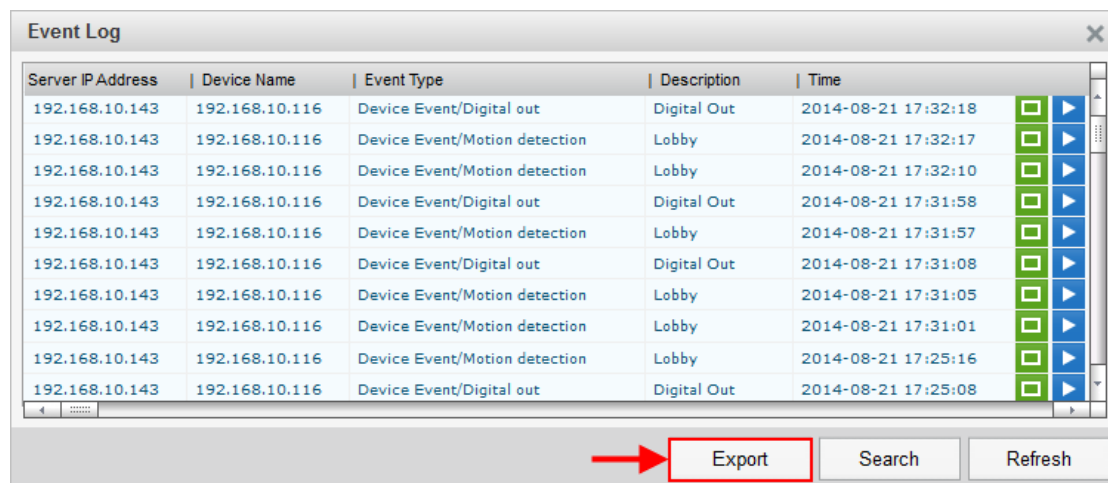 Event Log
Server IP Address | Device Name | Event Type | Description | Time
192.168.10.143 192.168.10.116 Device Event/Digital out Digital Out 2014-08-21 17:32:18
192.168.10.143 192.168.10.116 Device Event/Motion detection Lobby 2014-08-21 17:32:17
192.168.10.143 192.168.10.116 Device Event/Motion detection Lobby 2014-08-21 17:32:10
192.168.10.143 192.168.10.116 Device Event/Digital out Digital Out 2014-08-21 17:31:58
192.168.10.143 192.168.10.116 Device Event/Motion detection Lobby 2014-08-21 17:31:57
192.168.10.143 192.168.10.116 Device Event/Digital out Digital Out 2014-08-21 17:31:08
192.168.10.143 192.168.10.116 Device Event/Motion detection Lobby 2014-08-21 17:31:05
192.168.10.143 192.168.10.116 Device Event/Motion detection Lobby 2014-08-21 17:31:01
192.168.10.143 192.168.10.116 Device Event/Motion detection Lobby 2014-08-21 17:25:16
192.168.10.143 192.168.10.116 Device Event/Digital out Digital Out 2014-08-21 17:25:08
Export Search Refresh